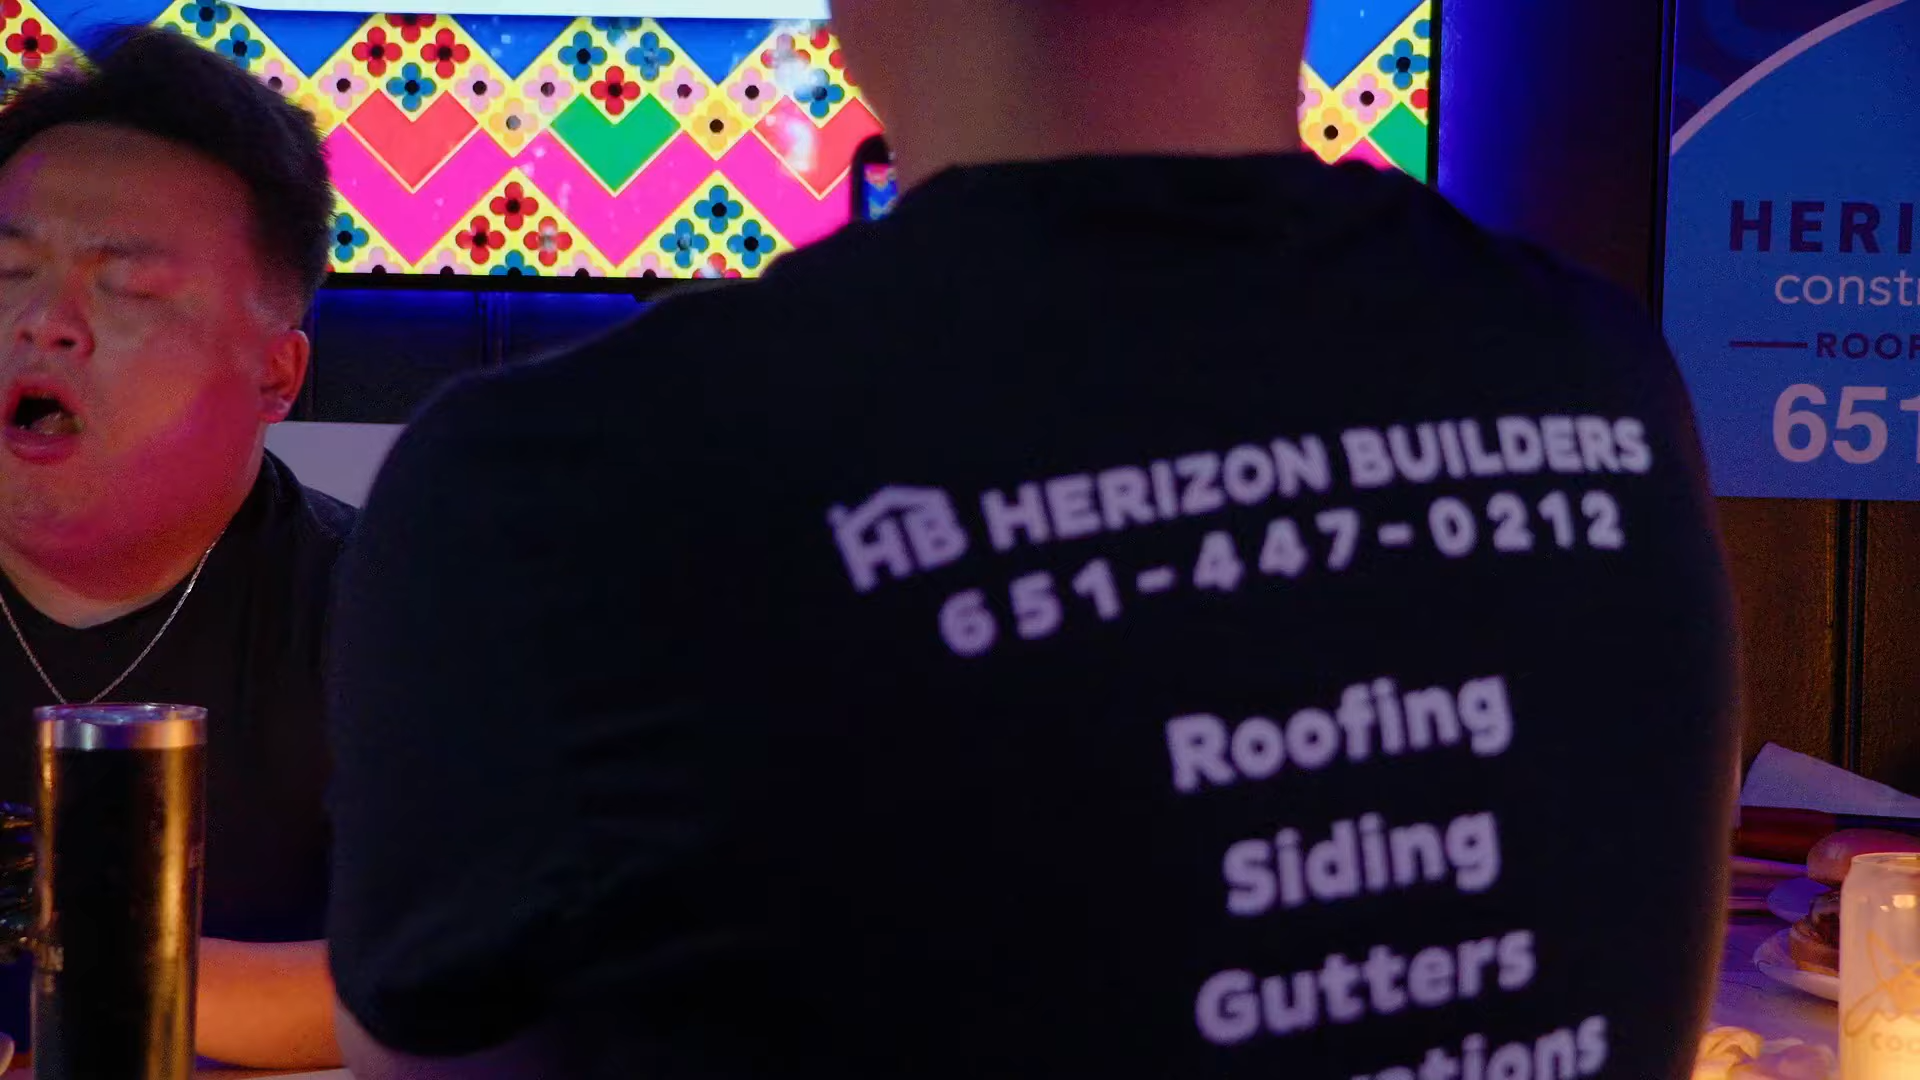 HB HERIZON BUILDERS
651-447-0212
Roofing
Siding
Gutters
HERI
const
ROOF
651